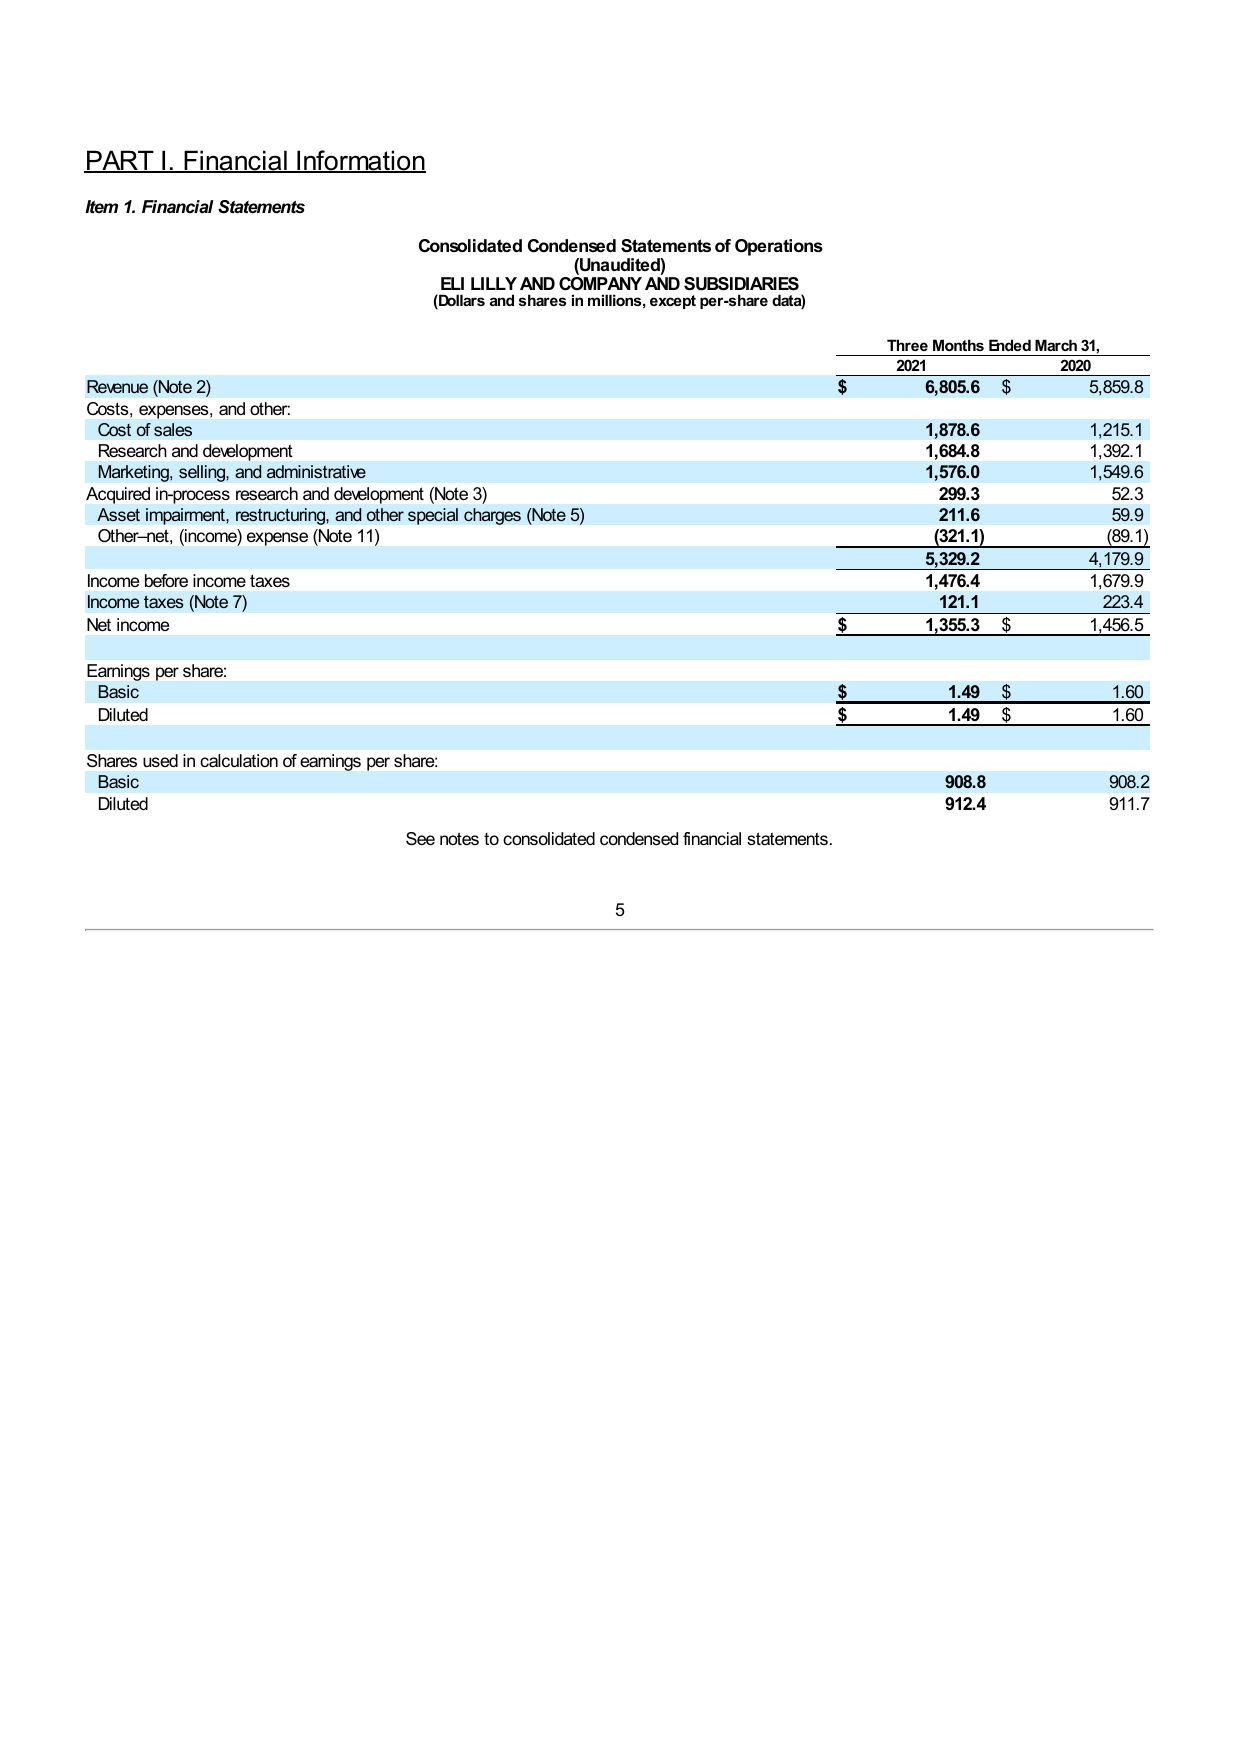 PART I. Financial Information
Item 1. Financial Statements
Consolidated Condensed Statements of Operations
(Unaudited)
ELI LILLY AND COMPANY AND SUBSIDIARIES
(Dollars and shares in millions, except per-share data)
Three Months Ended March 31,
2021 2020
Revenue (Note 2) $ 6,805.6 $ 5,859.8
Costs, expenses, and other:
Cost of sales 1,878.6 1,215.1
Research and development 1,684.8 1,392.1
Marketing, selling, and administrative 1,576.0 1,549.6
Acquired in-process research and development (Note 3) 299.3 52.3
Asset impairment, restructuring, and other special charges (Note 5) 211.6 59.9
Other–net, (income) expense (Note 11) (321.1) (89.1)
5,329.2 4,179.9
Income before income taxes 1,476.4 1,679.9
Income taxes (Note 7) 121.1 223.4
Net income $ 1,355.3 $ 1,456.5
Earnings per share:
Basic $ 1.49 $ 1.60
Diluted $ 1.49 $ 1.60
Shares used in calculation of earnings per share:
Basic 908.8 908.2
Diluted 912.4 911.7
See notes to consolidated condensed financial statements.
5